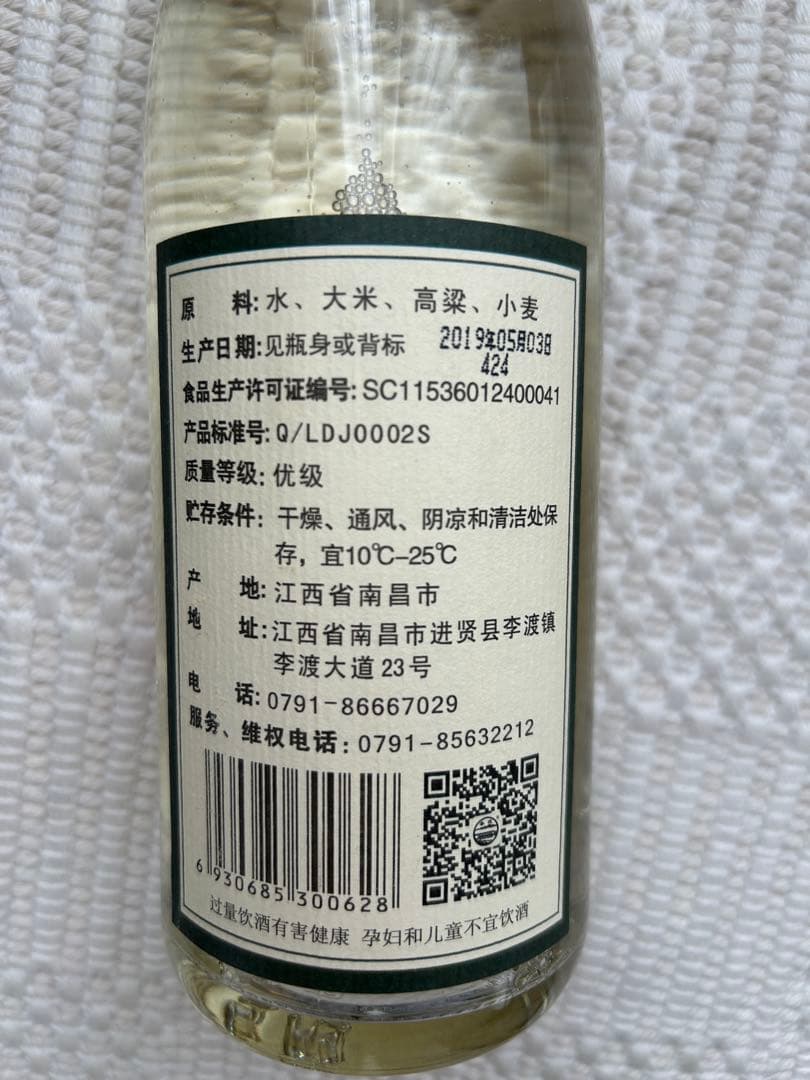 原　料: 水、大米、高粱、小麦
生产日期:见瓶身或背标 2019年05月03日
424
食品生产许可证编号: SC11536012400041
产品标准号: Q/LDJ0002S
质量等级: 优级
贮存条件: 干燥、通风、阴凉和清洁处保
存，宜10℃-25℃
产　地: 江西省南昌市
地　址: 江西省南昌市进贤县李渡镇
李渡大道23号
电　话: 0791-86667029
服务、维权电话: 0791-85632212
6 930685 300628
过量饮酒有害健康 孕妇和儿童不宜饮酒